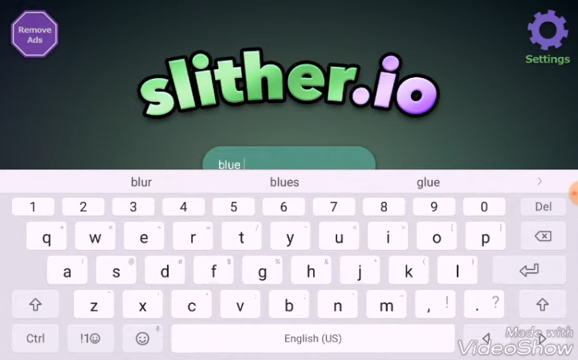 Remove
Ads
slither.io
Settings
blue
blur blues glue
1 2 3 4 5 6 7 8 9 0 Del
q w e r t y u i o p
a s d f g h j k l
z x c v b n m , ! . ?
Ctrl !1☺ English (US)
Made with
VideoShow